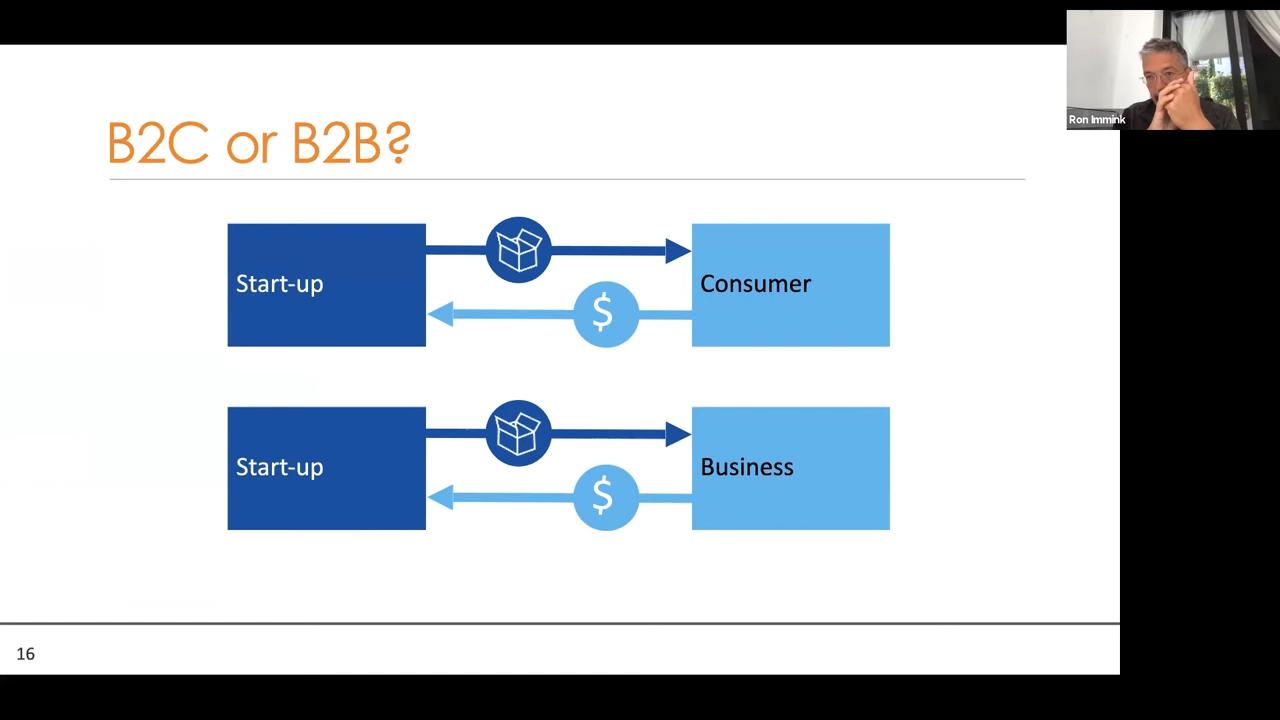 Ron Immink
B2C or B2B?
Start-up
$
Consumer
Start-up
$
Business
16